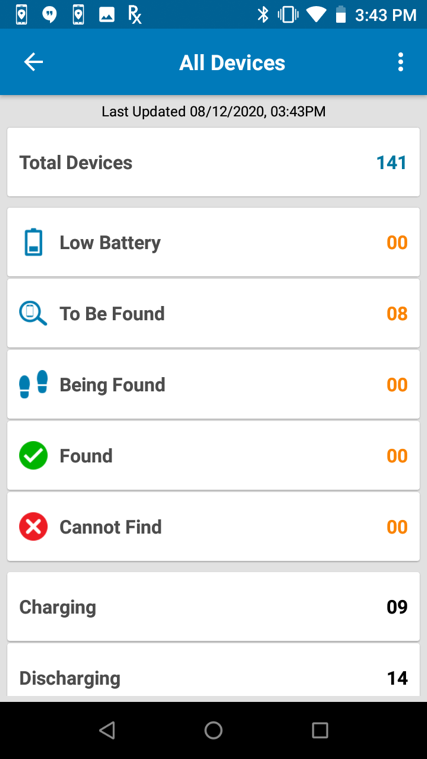 3:43 PM
All Devices
Last Updated 08/12/2020, 03:43PM
Total Devices 141
Low Battery 00
To Be Found 08
Being Found 00
Found 00
Cannot Find 00
Charging 09
Discharging 14